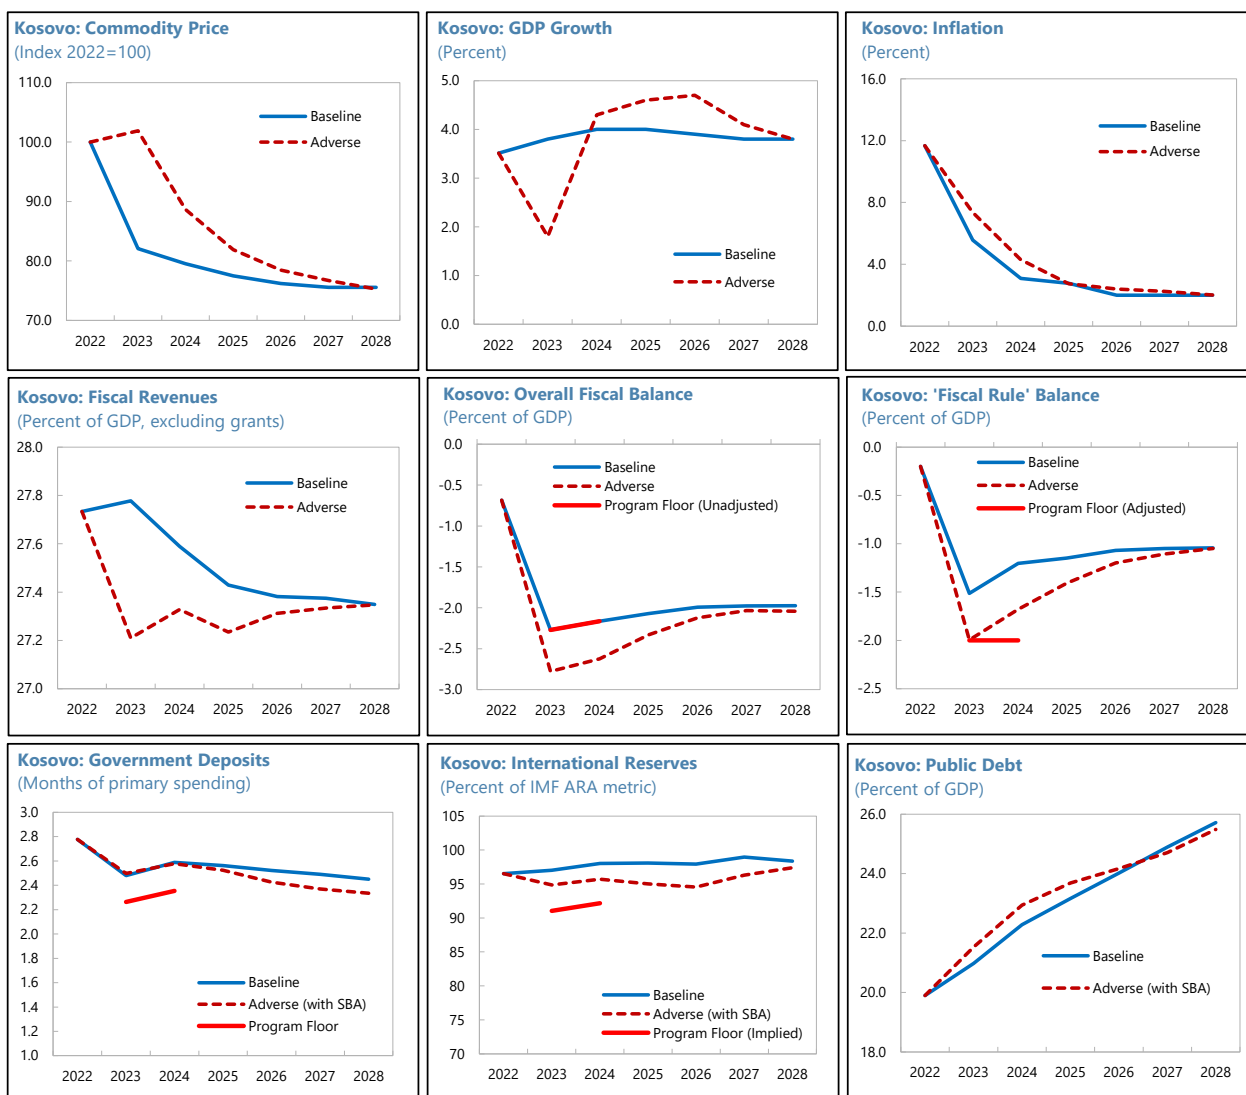 Kosovo: Commodity Price
(Index 2022=100)
110.0
100.0
90.0
80.0
70.0
Baseline
Adverse
2022 2023 2024 2025 2026 2027 2028
Kosovo: GDP Growth
(Percent)
5.0
4.0
3.0
2.0
1.0
0.0
Baseline
Adverse
2022 2023 2024 2025 2026 2027 2028
Kosovo: Inflation
(Percent)
16.0
12.0
8.0
4.0
0.0
Baseline
Adverse
2022 2023 2024 2025 2026 2027 2028
Kosovo: Fiscal Revenues
(Percent of GDP, excluding grants)
28.0
27.8
27.6
27.4
27.2
27.0
Baseline
Adverse
2022 2023 2024 2025 2026 2027 2028
Kosovo: Overall Fiscal Balance
(Percent of GDP)
0.0
-0.5
-1.0
-1.5
-2.0
-2.5
-3.0
Baseline
Adverse
Program Floor (Unadjusted)
2022 2023 2024 2025 2026 2027 2028
Kosovo: 'Fiscal Rule' Balance
(Percent of GDP)
0.0
-0.5
-1.0
-1.5
-2.0
-2.5
Baseline
Adverse
Program Floor (Adjusted)
2022 2023 2024 2025 2026 2027 2028
Kosovo: Government Deposits
(Months of primary spending)
3.0
2.8
2.6
2.4
2.2
2.0
1.8
1.6
1.4
1.2
1.0
Baseline
Adverse (with SBA)
Program Floor
2022 2023 2024 2025 2026 2027 2028
Kosovo: International Reserves
(Percent of IMF ARA metric)
105
100
95
90
85
80
75
70
Baseline
Adverse (with SBA)
Program Floor (Implied)
2022 2023 2024 2025 2026 2027 2028
Kosovo: Public Debt
(Percent of GDP)
26.0
24.0
22.0
20.0
18.0
Baseline
Adverse (with SBA)
2022 2023 2024 2025 2026 2027 2028